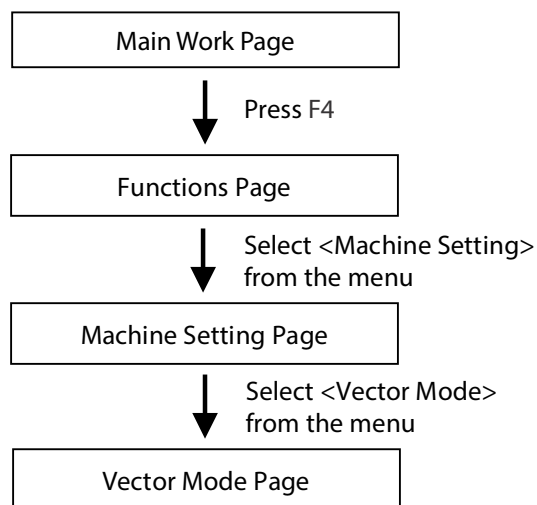 Main Work Page
Press F4
Functions Page
Select <Machine Setting>
from the menu
Machine Setting Page
Select <Vector Mode>
from the menu
Vector Mode Page